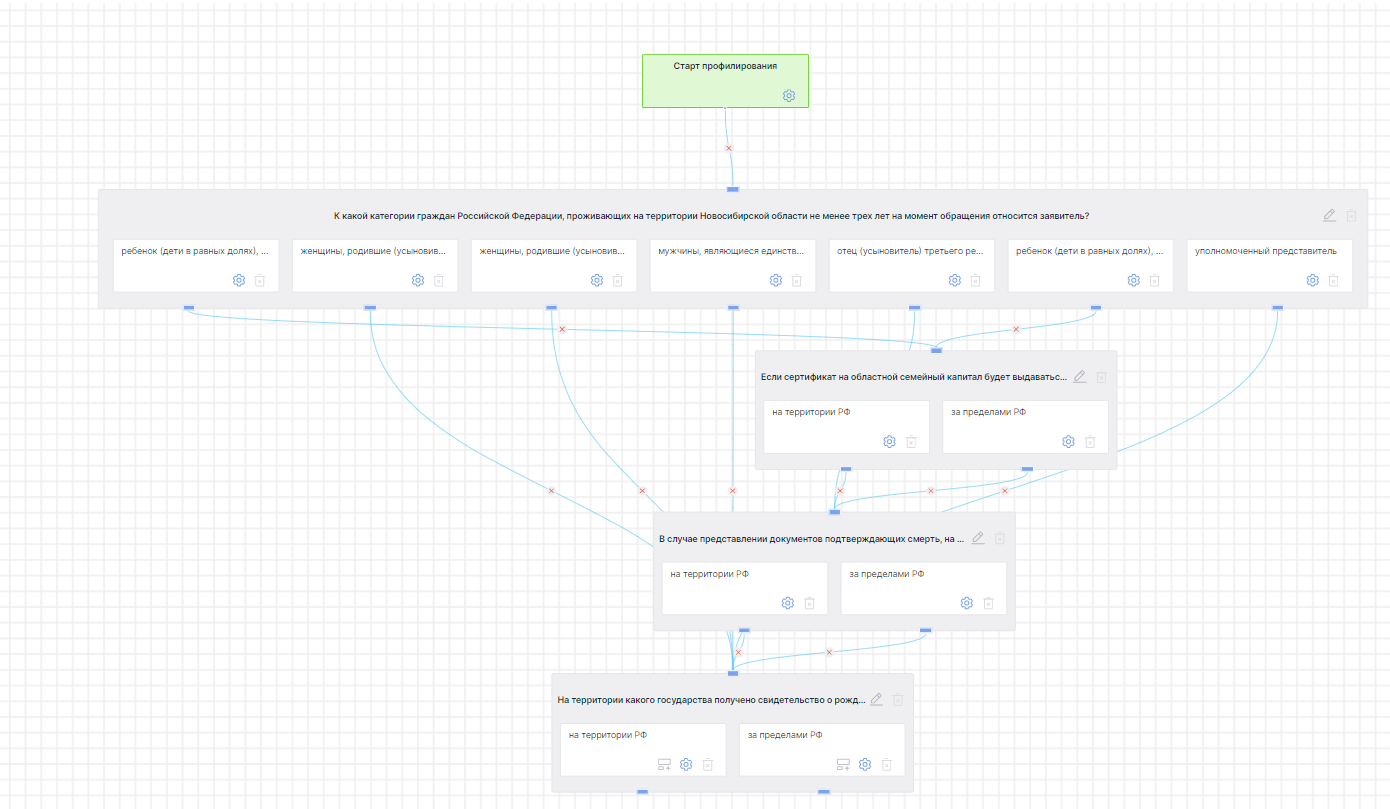 Старт профилирования
К какой категории граждан Российской Федерации, проживающих на территории Новосибирской области не менее трех лет на момент обращения относится заявитель?
ребенок (дети в равных долях), ...
женщины, родившие (усыновив...
женщины, родившие (усыновив...
мужчины, являющиеся единств...
отец (усыновитель) третьего ре...
ребенок (дети в равных долях), ...
уполномоченный представитель
Если сертификат на областной семейный капитал будет выдаватьс...
на территории РФ
за пределами РФ
В случае представлении документов подтверждающих смерть, на ...
на территории РФ
за пределами РФ
На территории какого государства получено свидетельство о рожд...
на территории РФ
за пределами РФ